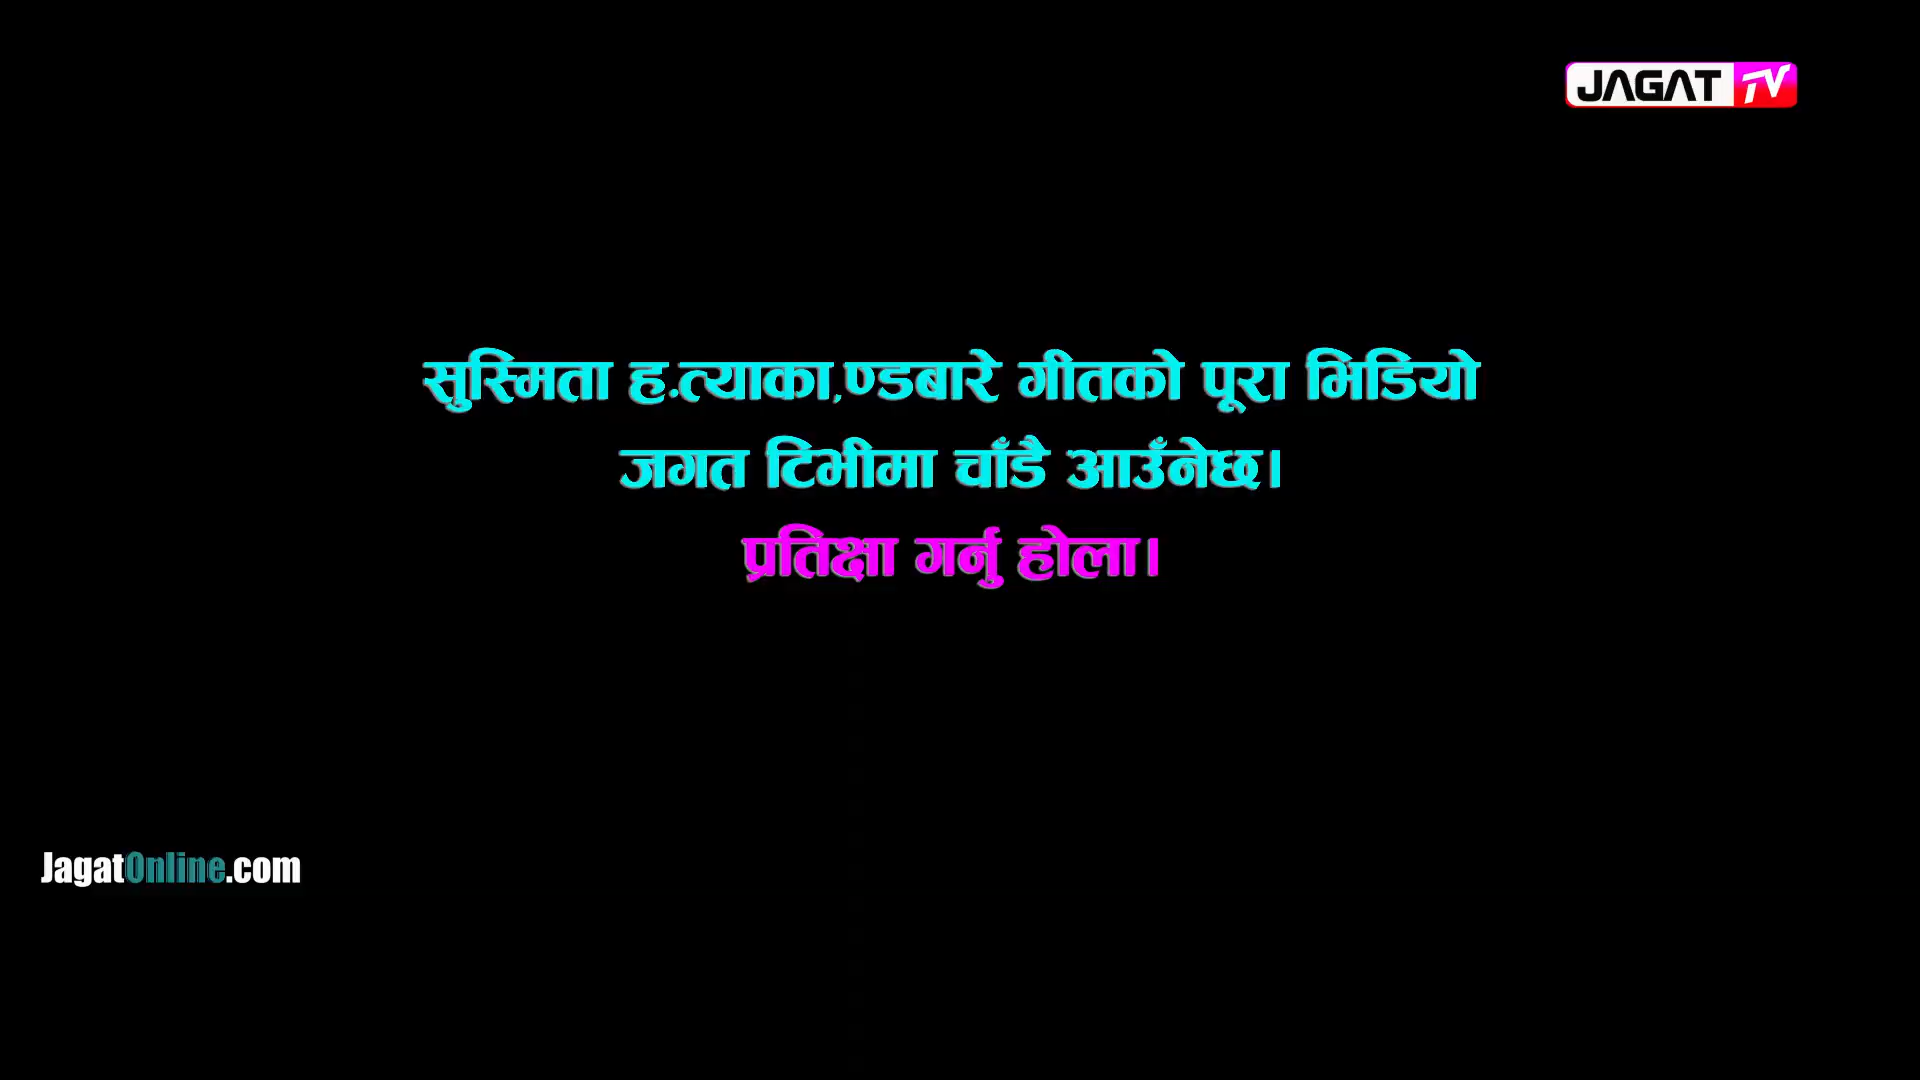 JAGAT TV
सुस्मिता ह.त्याका,ण्डबारे गीतको पूरा भिडियो
जगत टिभीमा चाँडै आउँनेछ।
प्रतिक्षा गर्नु होला।
JagatOnline.com